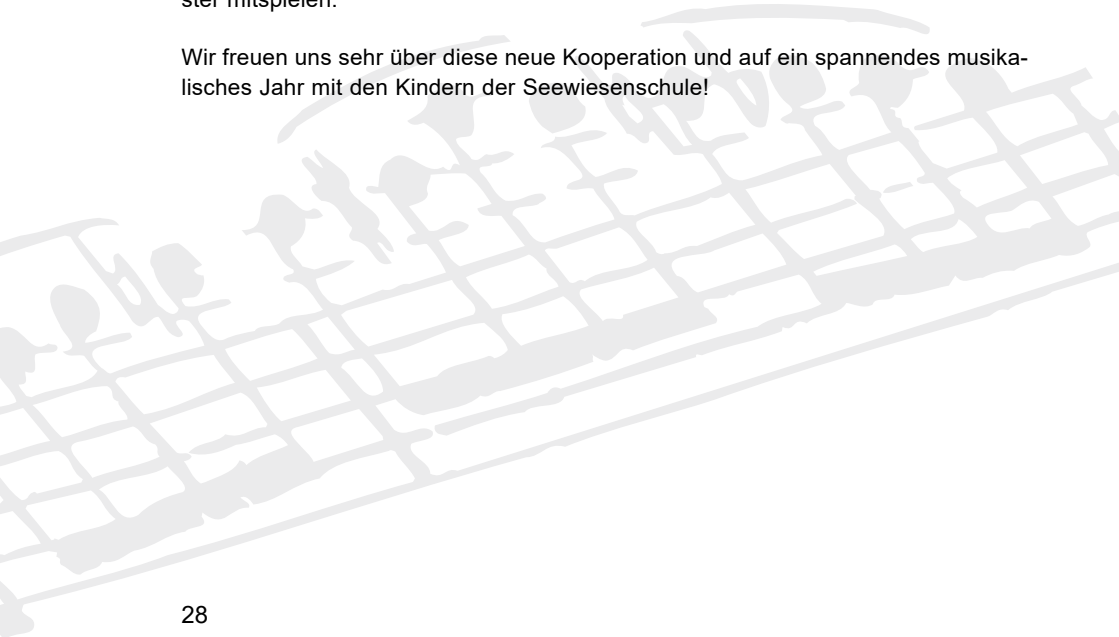 ster mitspielen.
Wir freuen uns sehr über diese neue Kooperation und auf ein spannendes musika-
lisches Jahr mit den Kindern der Seewiesenschule!
28